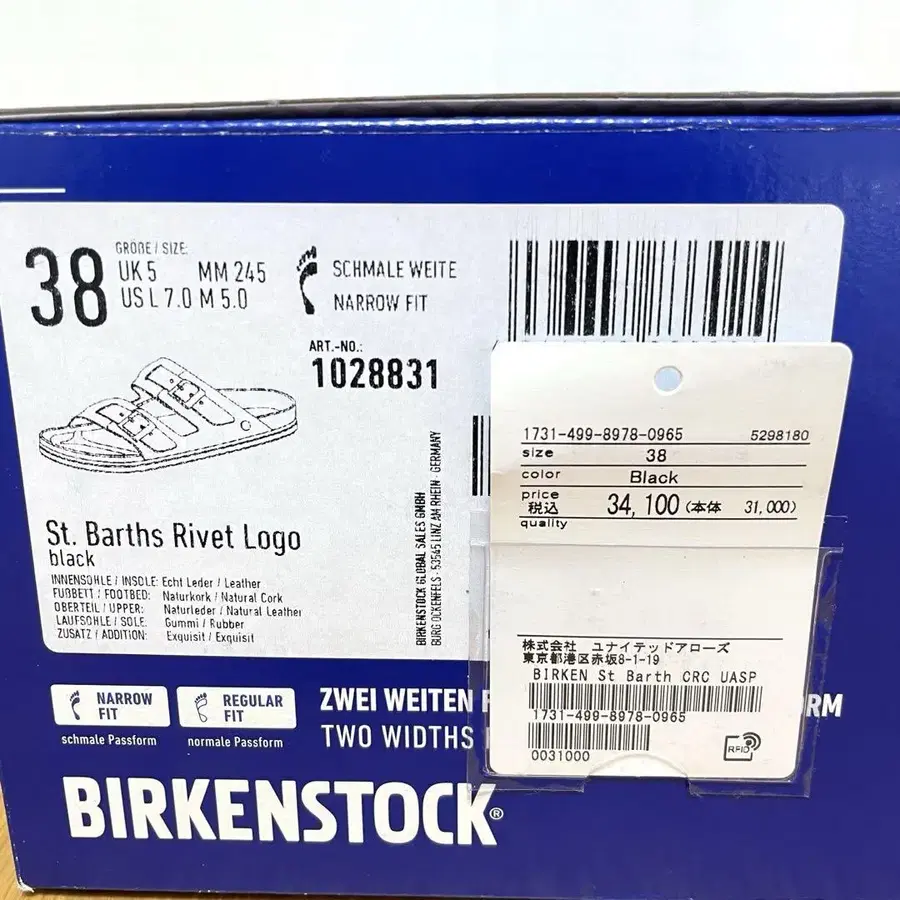 38
GRÖßE / SIZE:
UK 5 MM 245
US L 7.0 M 5.0
SCHMALE WEITE
NARROW FIT
ART.-NO.:
1028831
St. Barths Rivet Logo
black
INNENSOHLE / INSOLE: Echt Leder / Leather
FUßBETT / FOOTBED: Naturkork / Natural Cork
OBERTEIL / UPPER: Naturleder / Natural Leather
LAUFSOHLE / SOLE: Gummi / Rubber
ZUSATZ / ADDITION: Exquisit / Exquisit
BIRKENSTOCK GLOBAL SALES GMBH
BURG OCKENFELS - 53545 LINZ AM RHEIN - GERMANY
1731-499-8978-0965 5298180
size 38
color Black
price
税込 34,100 (本体 31,000)
quality
株式会社 ユナイテッドアローズ
東京都港区赤坂8-1-19
BIRKEN St Barth CRC UASP
1731-499-8978-0965
0031000
RFID
NARROW FIT
schmale Passform
REGULAR FIT
normale Passform
ZWEI WEITEN
TWO WIDTHS
RM
BIRKENSTOCK®